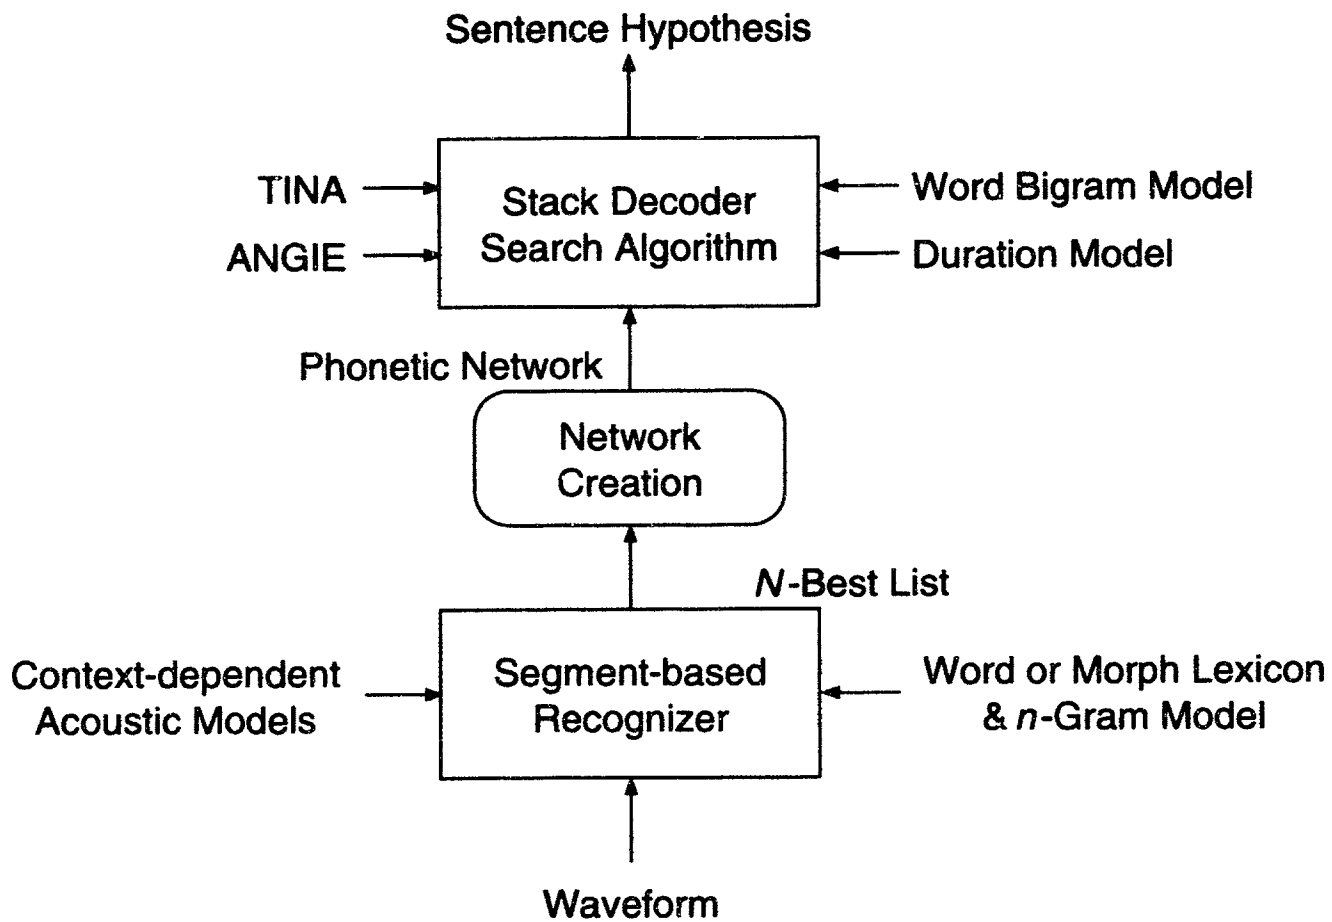 Sentence Hypothesis
TINA
ANGIE
Stack Decoder
Search Algorithm
Word Bigram Model
Duration Model
Phonetic Network
Network
Creation
N-Best List
Context-dependent
Acoustic Models
Segment-based
Recognizer
Word or Morph Lexicon
& n-Gram Model
Waveform